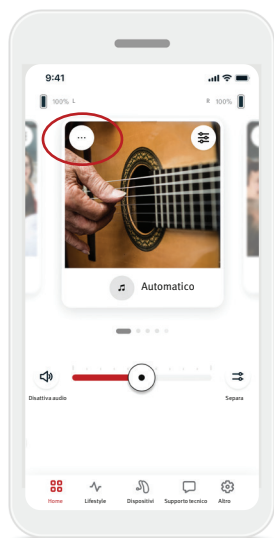 9:41
100% L
R 100%
Automatico
Disattiva audio
Separa
Home
Lifestyle
Dispositivi
Supporto tecnico
Altro